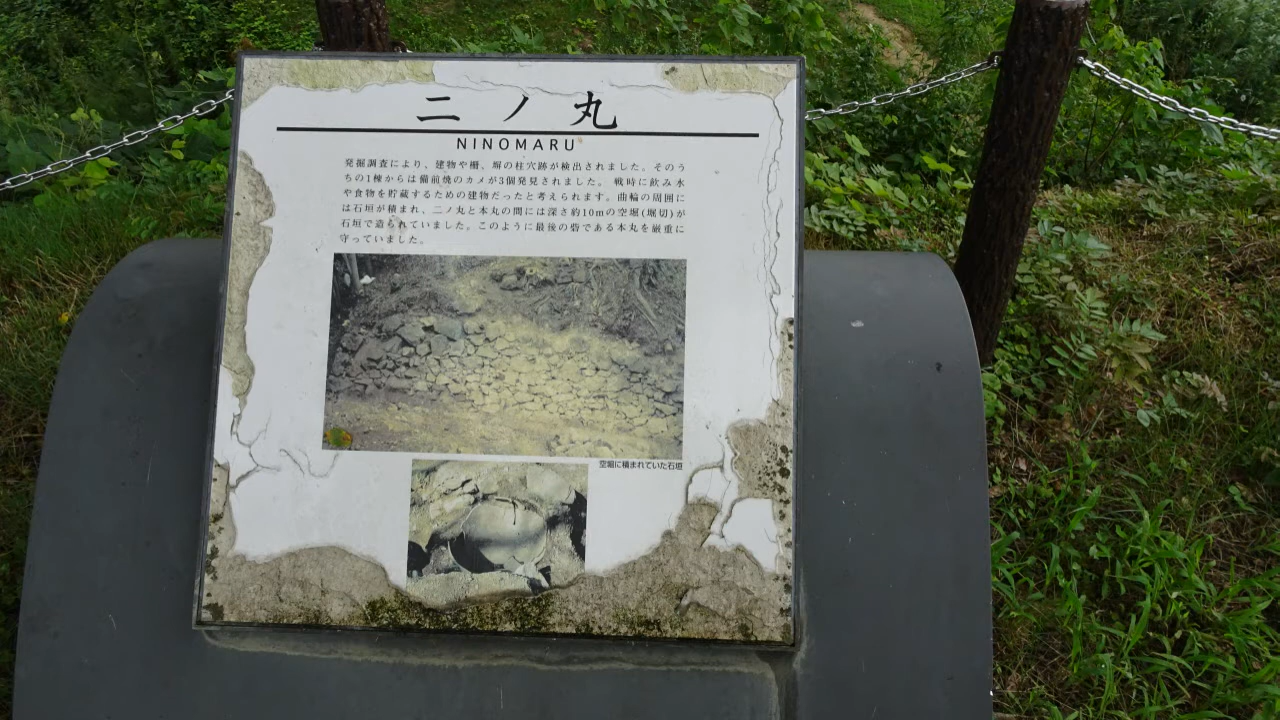 二ノ丸
NINOMARU
発掘調査により、建物や柵、塀の柱穴跡が検出されました。そのう
ちの1棟からは備前焼のカメが3個発見されました。 戦時に飲み水
や食物を貯蔵するための建物だったと考えられます。曲輪の周囲に
は石垣が積まれ、二ノ丸と本丸の間には深さ約10mの空堀(堀切)が
石垣で造られていました。このように最後の砦である本丸を厳重に
守っていました。
空堀に積まれていた石垣